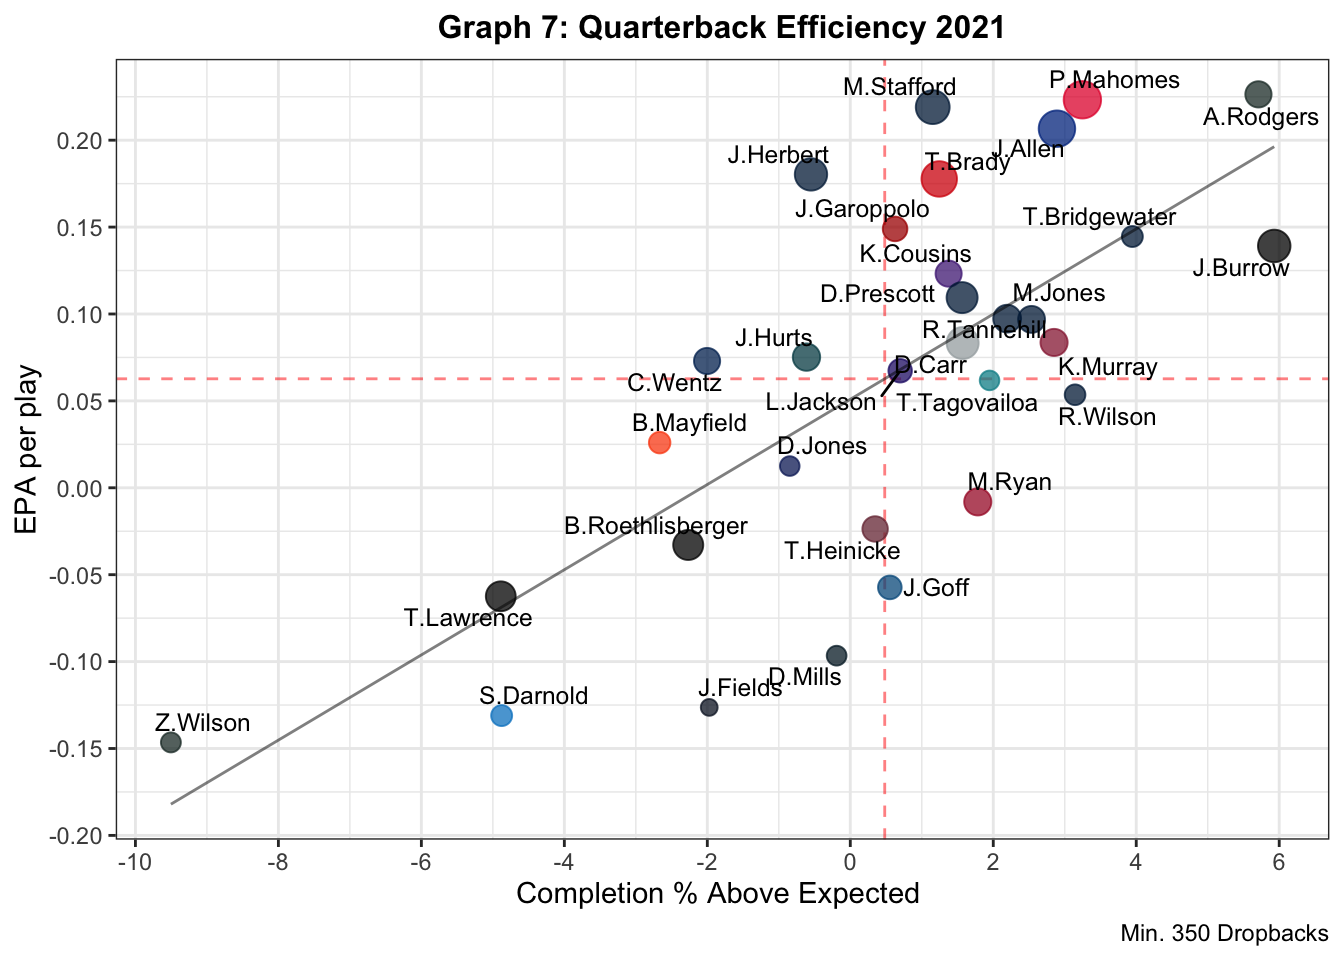 Graph 7: Quarterback Efficiency 2021
M.Stafford
P.Mahomes
A.Rodgers
J.Allen
J.Herbert
T.Brady
J.Garoppolo
T.Bridgewater
K.Cousins
J.Burrow
D.Prescott
M.Jones
R.Tannehill
J.Hurts
D.Carr
K.Murray
C.Wentz
L.Jackson
T.Tagovailoa
R.Wilson
B.Mayfield
D.Jones
M.Ryan
B.Roethlisberger
T.Heinicke
J.Goff
T.Lawrence
D.Mills
J.Fields
S.Darnold
Z.Wilson
0.20
0.15
0.10
0.05
0.00
-0.05
-0.10
-0.15
-0.20
EPA per play
-10 -8 -6 -4 -2 0 2 4 6
Completion % Above Expected
Min. 350 Dropbacks